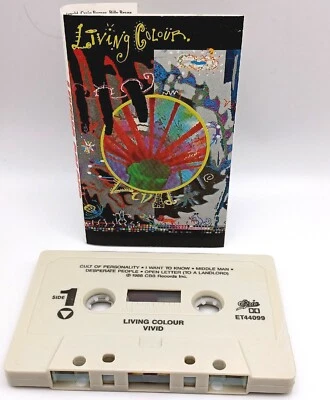 LIVING COLOUR.
CULT OF PERSONALITY • I WANT TO KNOW • MIDDLE MAN •
DESPERATE PEOPLE • OPEN LETTER (TO A LANDLORD)
℗ 1988 CBS Records Inc.
SIDE 1
Epic
ET44099
LIVING COLOUR
VIVID